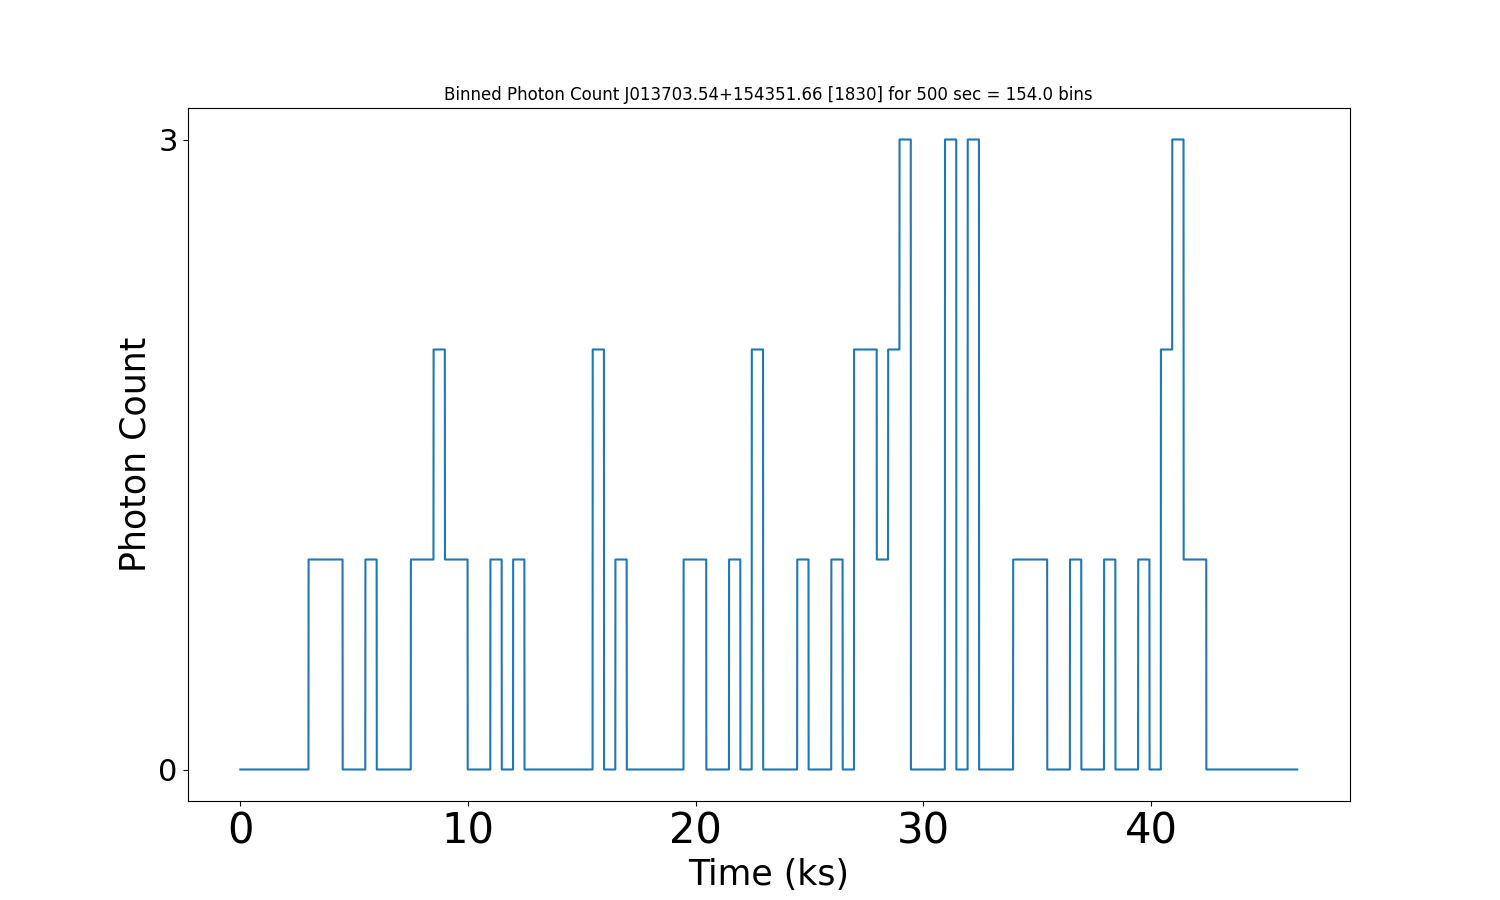 Binned Photon Count J013703.54+154351.66 [1830] for 500 sec = 154.0 bins
3
0
Photon Count
0 10 20 30 40
Time (ks)